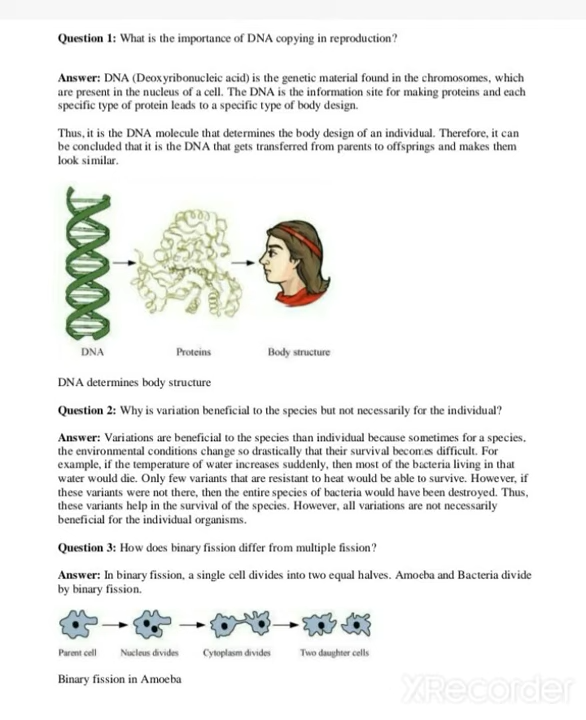 Question 1: What is the importance of DNA copying in reproduction?
Answer: DNA (Deoxyribonucleic acid) is the genetic material found in the chromosomes, which
are present in the nucleus of a cell. The DNA is the information site for making proteins and each
specific type of protein leads to a specific type of body design.
Thus, it is the DNA molecule that determines the body design of an individual. Therefore, it can
be concluded that it is the DNA that gets transferred from parents to offsprings and makes them
look similar.
DNA Proteins Body structure
DNA determines body structure
Question 2: Why is variation beneficial to the species but not necessarily for the individual?
Answer: Variations are beneficial to the species than individual because sometimes for a species,
the environmental conditions change so drastically that their survival becomes difficult. For
example, if the temperature of water increases suddenly, then most of the bacteria living in that
water would die. Only few variants that are resistant to heat would be able to survive. However, if
these variants were not there, then the entire species of bacteria would have been destroyed. Thus,
these variants help in the survival of the species. However, all variations are not necessarily
beneficial for the individual organisms.
Question 3: How does binary fission differ from multiple fission?
Answer: In binary fission, a single cell divides into two equal halves. Amoeba and Bacteria divide
by binary fission.
Parent cell Nucleus divides Cytoplasm divides Two daughter cells
Binary fission in Amoeba
XRecorder